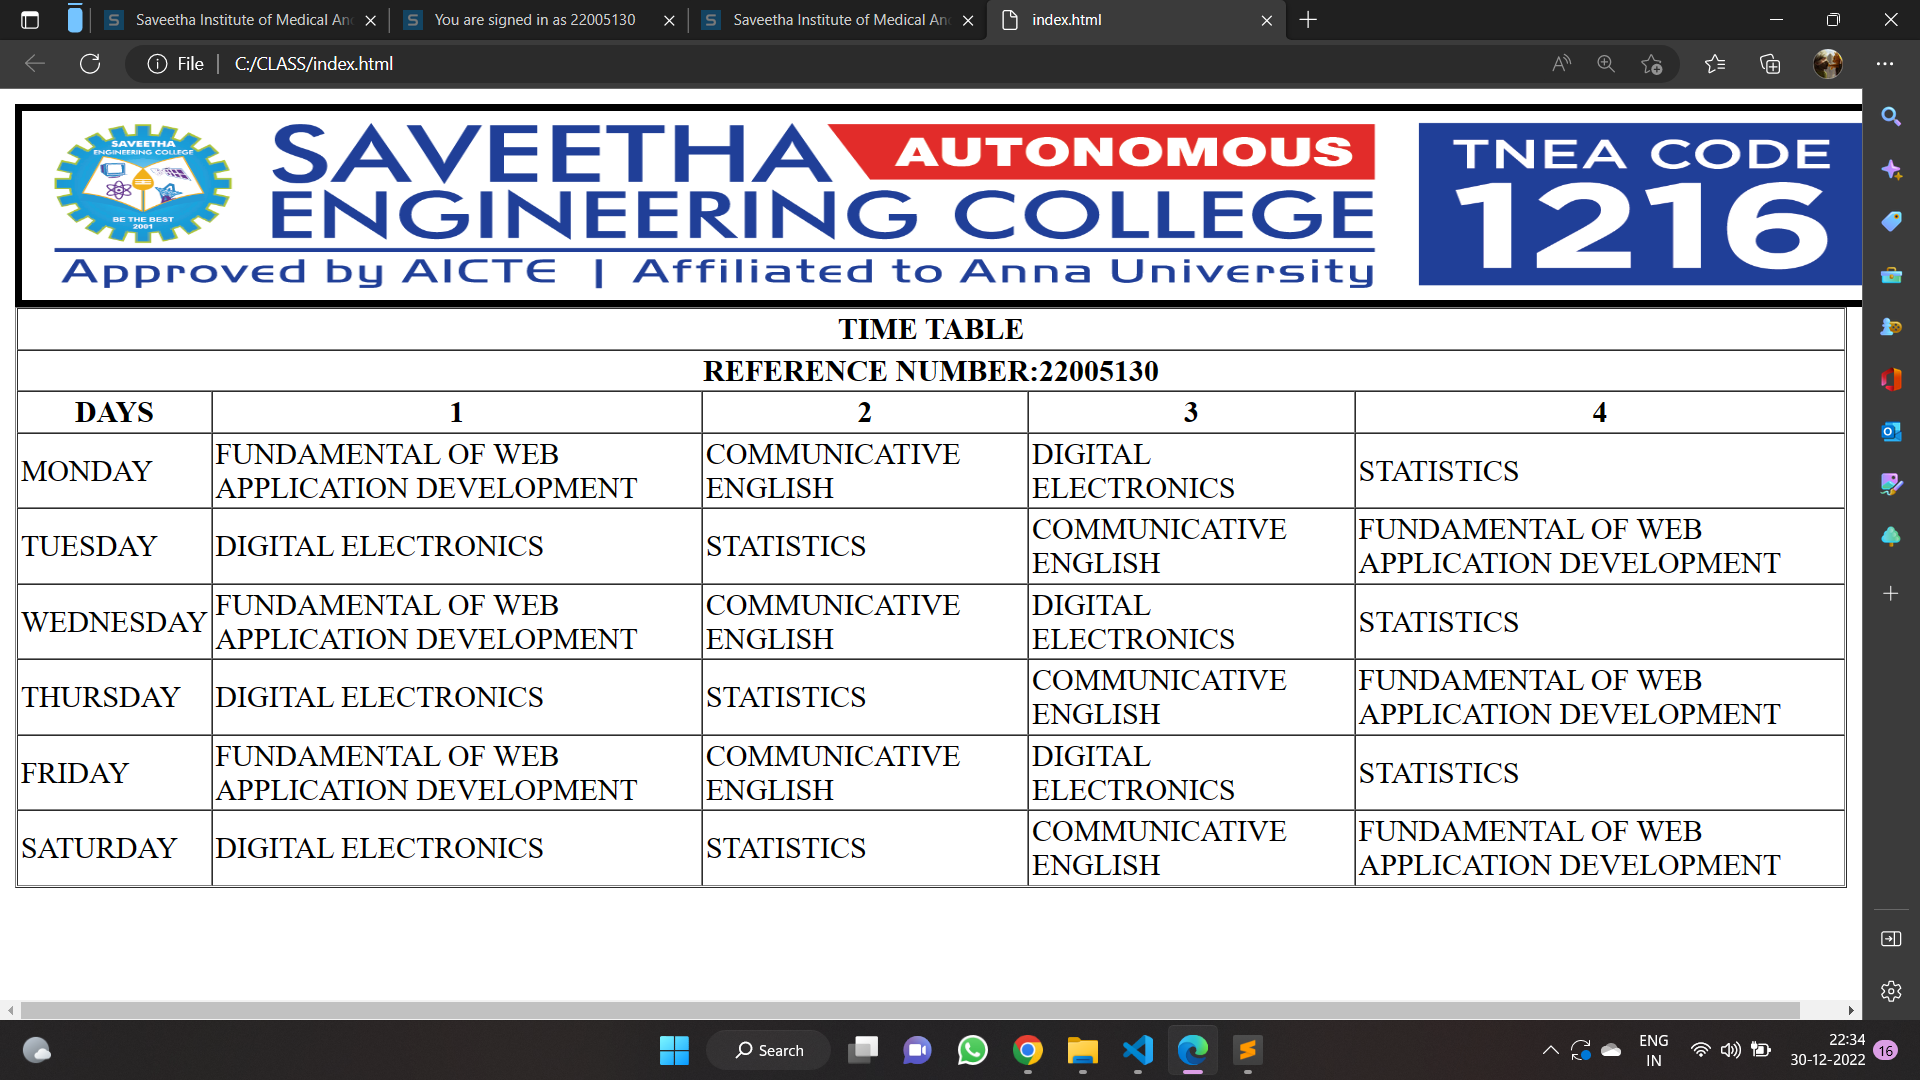 Saveetha Institute of Medical An
You are signed in as 22005130
Saveetha Institute of Medical An
index.html
File
C:/CLASS/index.html
SAVEETHA
ENGINEERING COLLEGE
BE THE BEST
2001
SAVEETHA AUTONOMOUS
ENGINEERING COLLEGE
Approved by AICTE | Affiliated to Anna University
TNEA CODE
1216
TIME TABLE
REFERENCE NUMBER:22005130
DAYS 1 2 3 4
MONDAY
FUNDAMENTAL OF WEB
APPLICATION DEVELOPMENT
COMMUNICATIVE
ENGLISH
DIGITAL
ELECTRONICS
STATISTICS
TUESDAY
DIGITAL ELECTRONICS
STATISTICS
COMMUNICATIVE
ENGLISH
FUNDAMENTAL OF WEB
APPLICATION DEVELOPMENT
WEDNESDAY
FUNDAMENTAL OF WEB
APPLICATION DEVELOPMENT
COMMUNICATIVE
ENGLISH
DIGITAL
ELECTRONICS
STATISTICS
THURSDAY
DIGITAL ELECTRONICS
STATISTICS
COMMUNICATIVE
ENGLISH
FUNDAMENTAL OF WEB
APPLICATION DEVELOPMENT
FRIDAY
FUNDAMENTAL OF WEB
APPLICATION DEVELOPMENT
COMMUNICATIVE
ENGLISH
DIGITAL
ELECTRONICS
STATISTICS
SATURDAY
DIGITAL ELECTRONICS
STATISTICS
COMMUNICATIVE
ENGLISH
FUNDAMENTAL OF WEB
APPLICATION DEVELOPMENT
Search
ENG
IN
22:34
30-12-2022
16